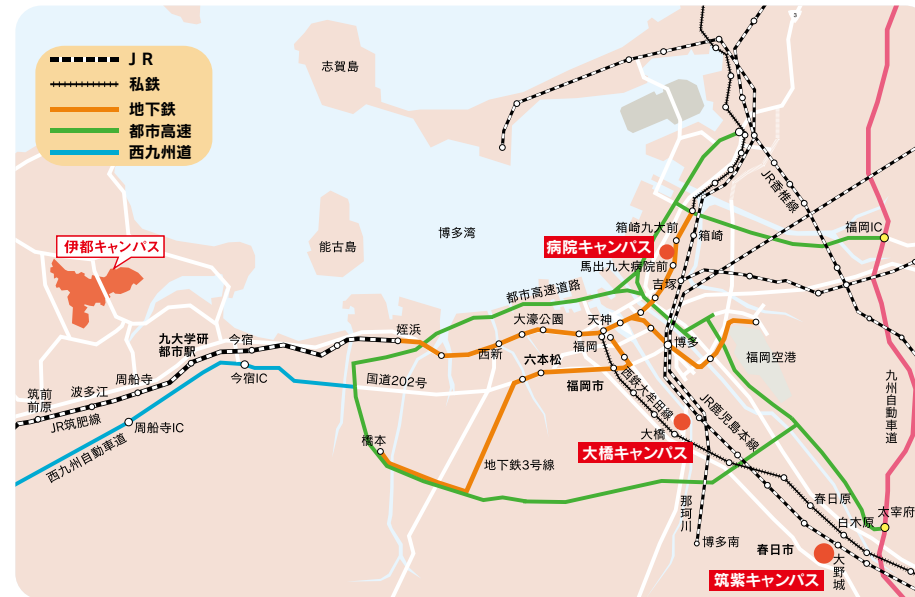 JR
私鉄
地下鉄
都市高速
西九州道
志賀島
3
JR香椎線
能古島
博多湾
伊都キャンパス
箱崎九大前
箱崎
福岡IC
病院キャンパス
馬出九大病院前
吉塚
都市高速道路
大濠公園
天神
姪浜
西新
福岡
博多
福岡空港
九大学研
都市駅
今宿
今宿IC
六本松
国道202号
福岡市
周船寺
波多江
筑前
前原
JR筑肥線
周船寺IC
西九州自動車道
西鉄大牟田線
JR鹿児島本線
九州自動車道
橋本
地下鉄3号線
大橋
大橋キャンパス
那珂川
博多南
春日原
白木原
太宰府
春日市
大野城
筑紫キャンパス